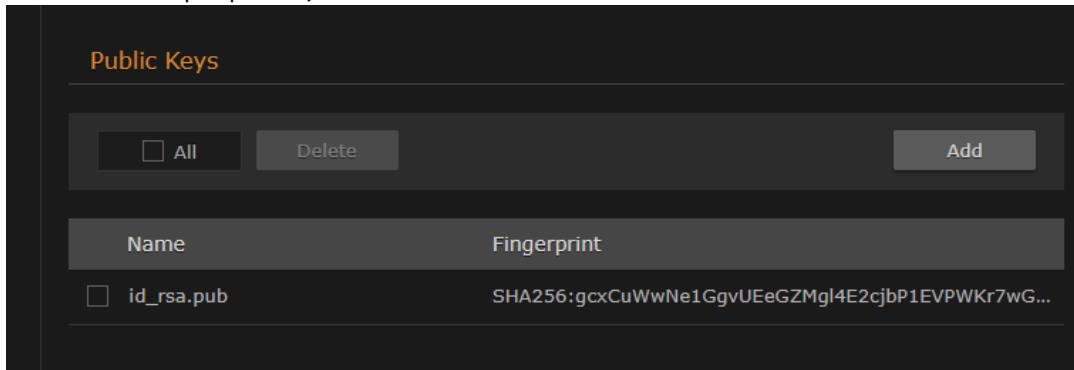 Public Keys
All Delete Add
Name Fingerprint
id_rsa.pub SHA256:gcxCuWwNe1GgvUEeGZMgl4E2cjbP1EVPWKr7wG...